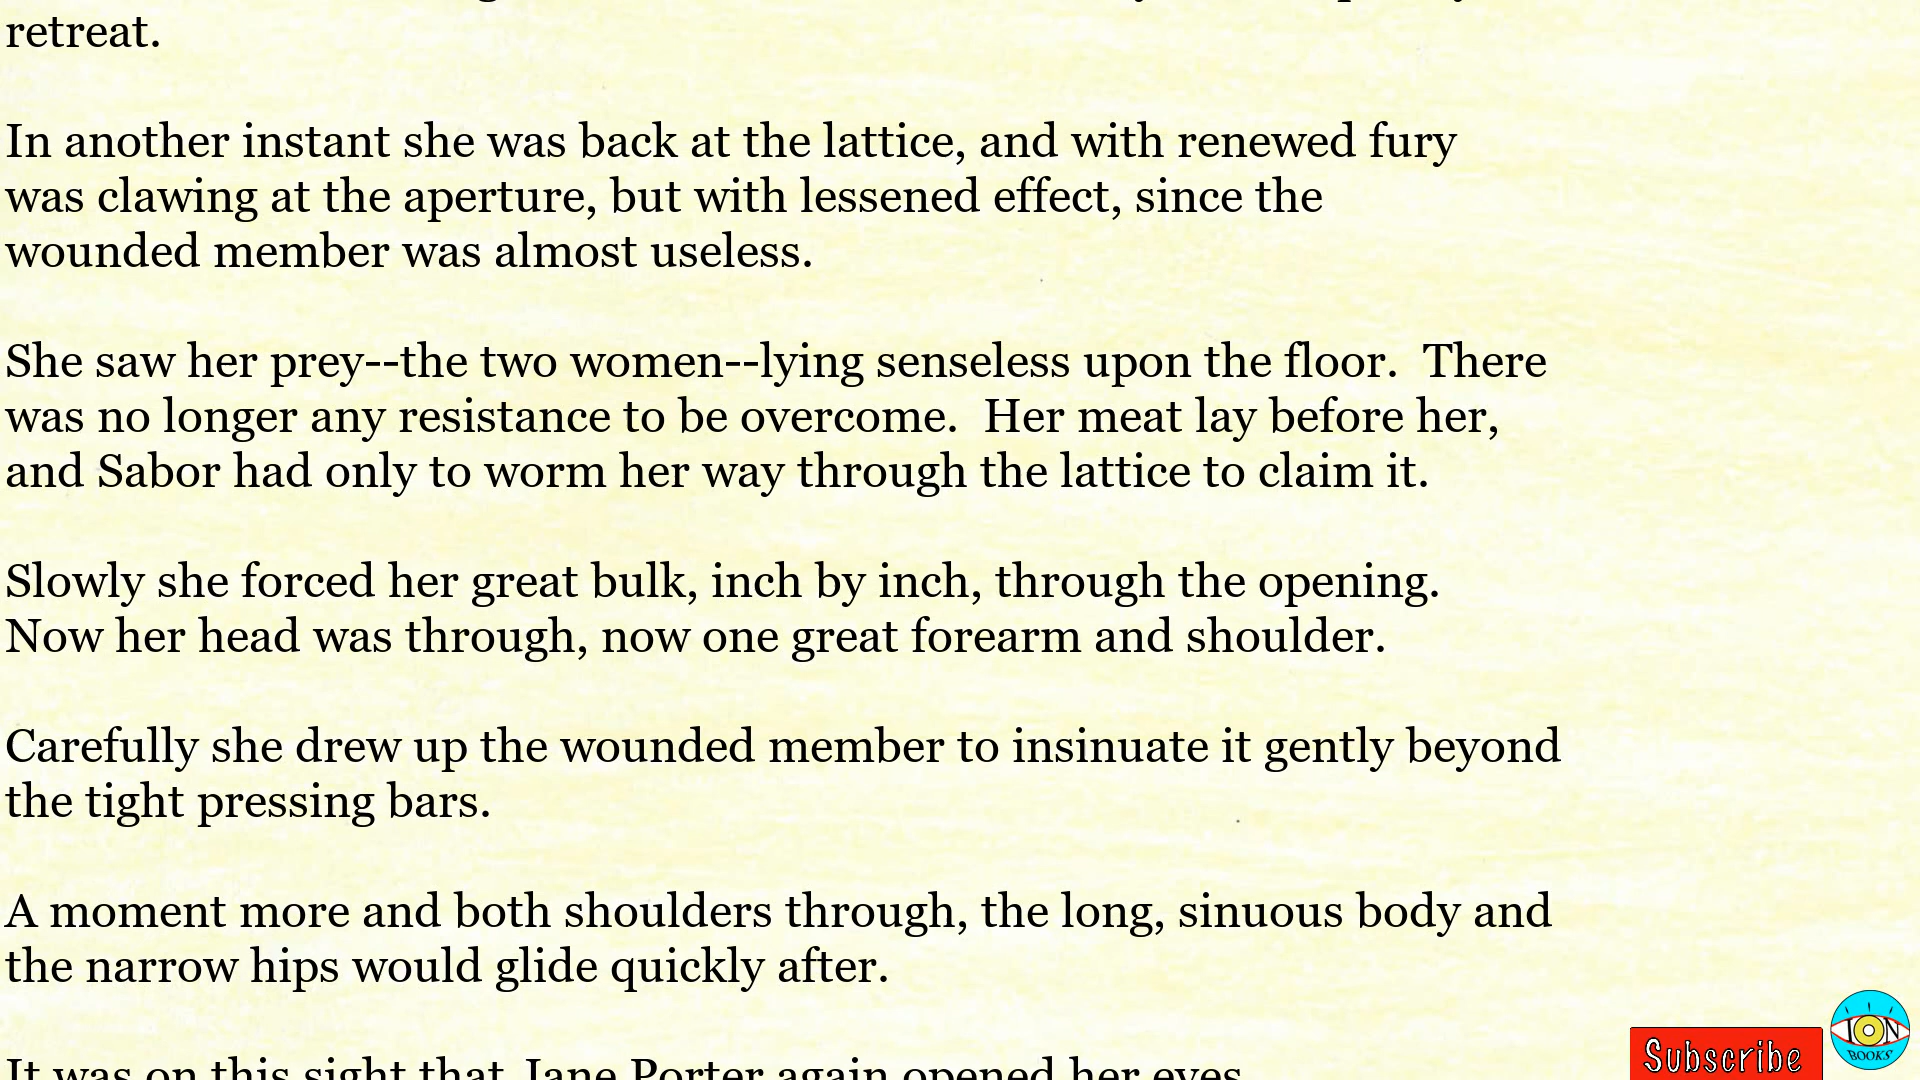 retreat.
In another instant she was back at the lattice, and with renewed fury
was clawing at the aperture, but with lessened effect, since the
wounded member was almost useless.
She saw her prey--the two women--lying senseless upon the floor.  There
was no longer any resistance to be overcome.  Her meat lay before her,
and Sabor had only to worm her way through the lattice to claim it.
Slowly she forced her great bulk, inch by inch, through the opening.
Now her head was through, now one great forearm and shoulder.
Carefully she drew up the wounded member to insinuate it gently beyond
the tight pressing bars.
A moment more and both shoulders through, the long, sinuous body and
the narrow hips would glide quickly after.
It was on this sight that Jane Porter again opened her eyes.
Subscribe
ION
BOOKS